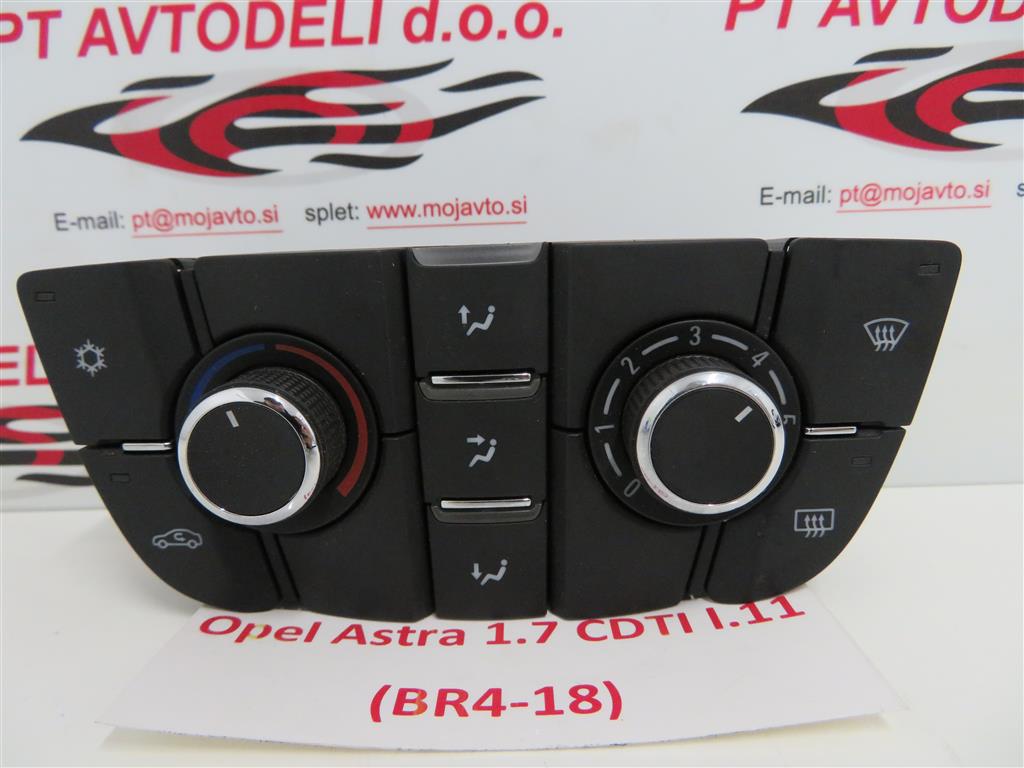 PT AVTODELI d.o.o.
PT AVTODELI d.o.o.
E-mail: pt@mojavto.si splet: www.mojavto.si
E-mail: pt@mojavto.si
0 1 2 3 4 5
Opel Astra 1.7 CDTI l.11
(BR4-18)